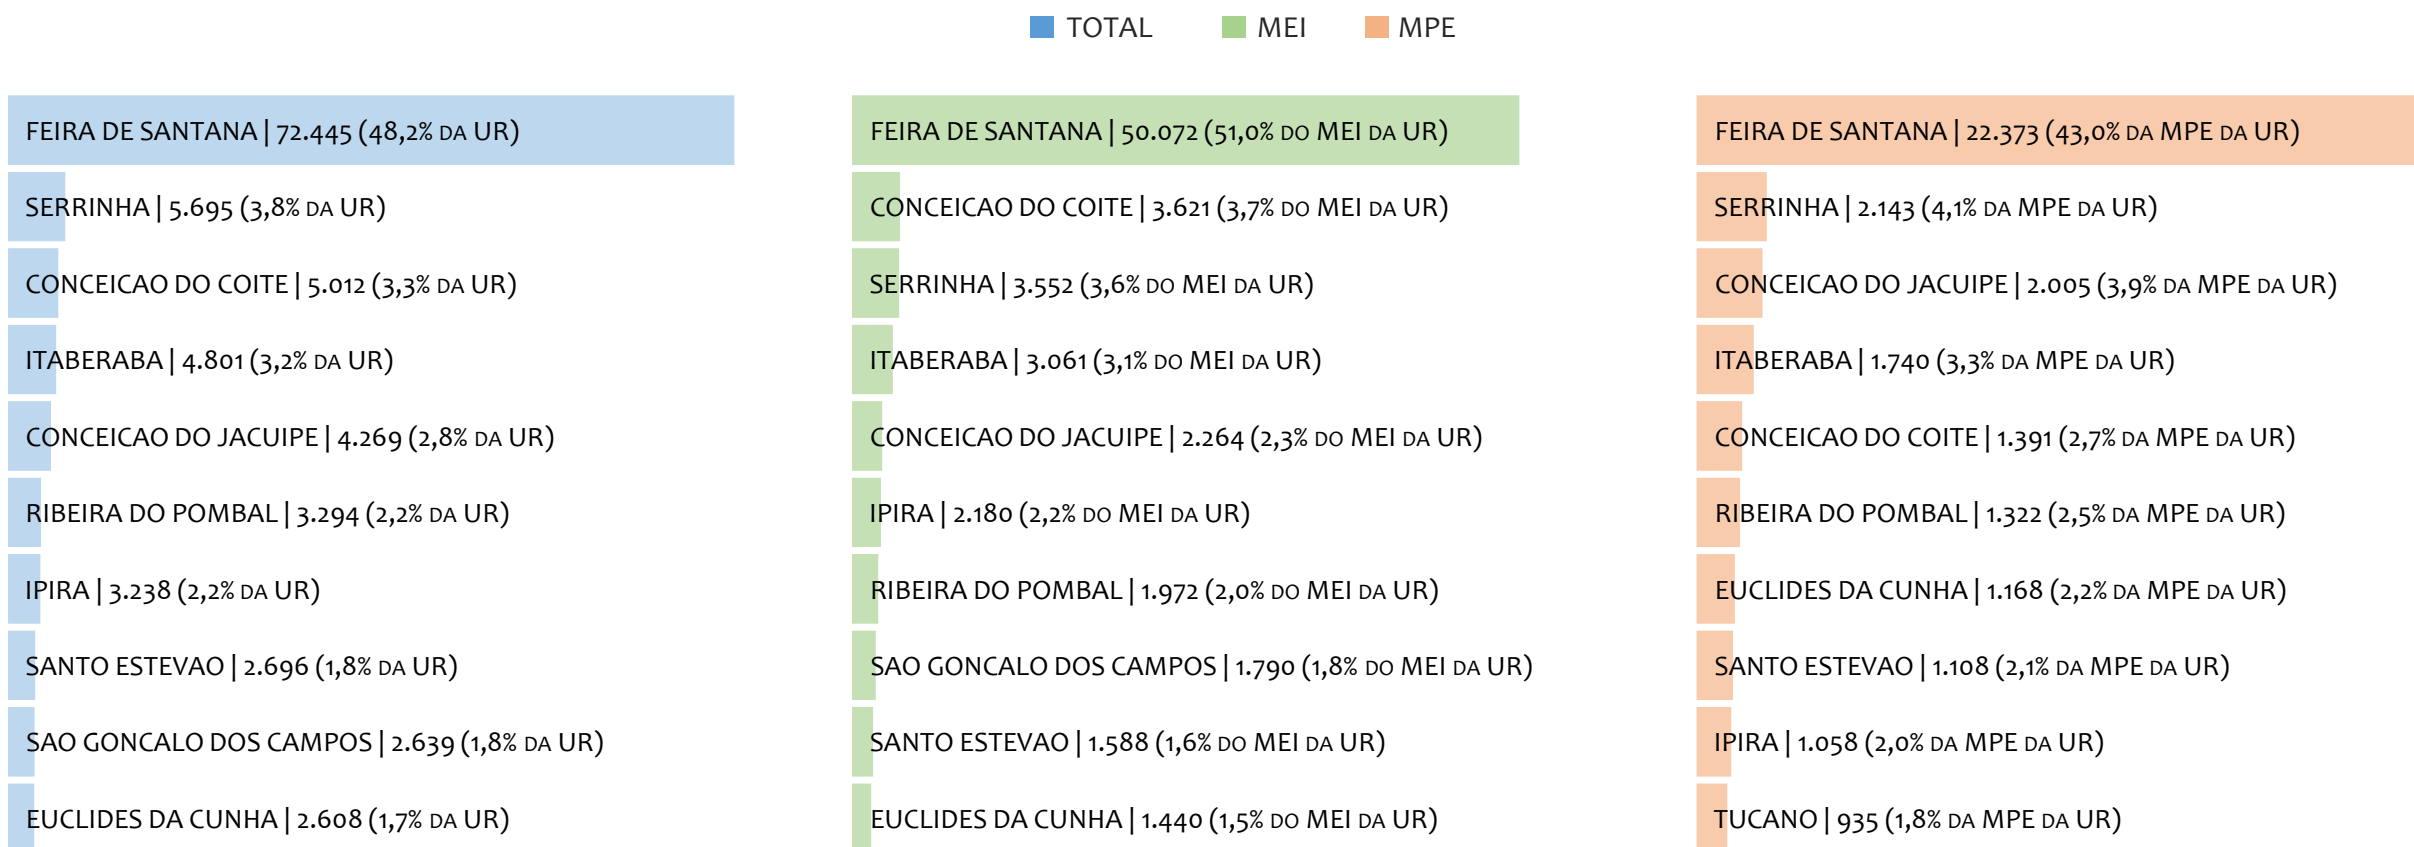 TOTAL MEI MPE
FEIRA DE SANTANA | 72.445 (48,2% DA UR)
SERRINHA | 5.695 (3,8% DA UR)
CONCEICAO DO COITE | 5.012 (3,3% DA UR)
ITABERABA | 4.801 (3,2% DA UR)
CONCEICAO DO JACUIPE | 4.269 (2,8% DA UR)
RIBEIRA DO POMBAL | 3.294 (2,2% DA UR)
IPIRA | 3.238 (2,2% DA UR)
SANTO ESTEVAO | 2.696 (1,8% DA UR)
SAO GONCALO DOS CAMPOS | 2.639 (1,8% DA UR)
EUCLIDES DA CUNHA | 2.608 (1,7% DA UR)
FEIRA DE SANTANA | 50.072 (51,0% DO MEI DA UR)
CONCEICAO DO COITE | 3.621 (3,7% DO MEI DA UR)
SERRINHA | 3.552 (3,6% DO MEI DA UR)
ITABERABA | 3.061 (3,1% DO MEI DA UR)
CONCEICAO DO JACUIPE | 2.264 (2,3% DO MEI DA UR)
IPIRA | 2.180 (2,2% DO MEI DA UR)
RIBEIRA DO POMBAL | 1.972 (2,0% DO MEI DA UR)
SAO GONCALO DOS CAMPOS | 1.790 (1,8% DO MEI DA UR)
SANTO ESTEVAO | 1.588 (1,6% DO MEI DA UR)
EUCLIDES DA CUNHA | 1.440 (1,5% DO MEI DA UR)
FEIRA DE SANTANA | 22.373 (43,0% DA MPE DA UR)
SERRINHA | 2.143 (4,1% DA MPE DA UR)
CONCEICAO DO JACUIPE | 2.005 (3,9% DA MPE DA UR)
ITABERABA | 1.740 (3,3% DA MPE DA UR)
CONCEICAO DO COITE | 1.391 (2,7% DA MPE DA UR)
RIBEIRA DO POMBAL | 1.322 (2,5% DA MPE DA UR)
EUCLIDES DA CUNHA | 1.168 (2,2% DA MPE DA UR)
SANTO ESTEVAO | 1.108 (2,1% DA MPE DA UR)
IPIRA | 1.058 (2,0% DA MPE DA UR)
TUCANO | 935 (1,8% DA MPE DA UR)